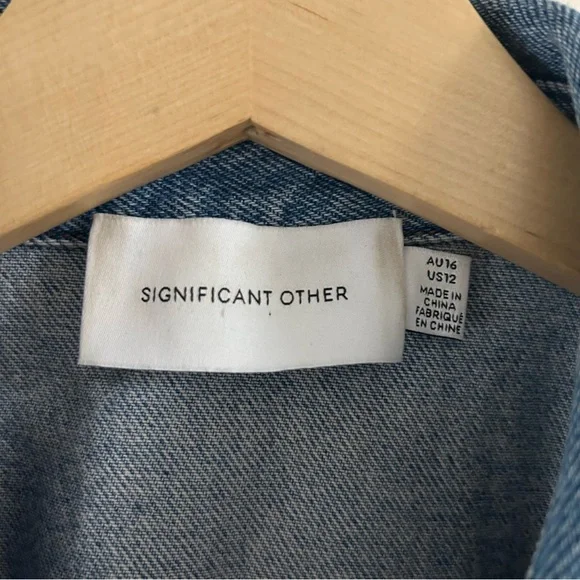 SIGNIFICANT OTHER
AU16
US12
MADE IN
CHINA
FABRIQUÉ
EN CHINE